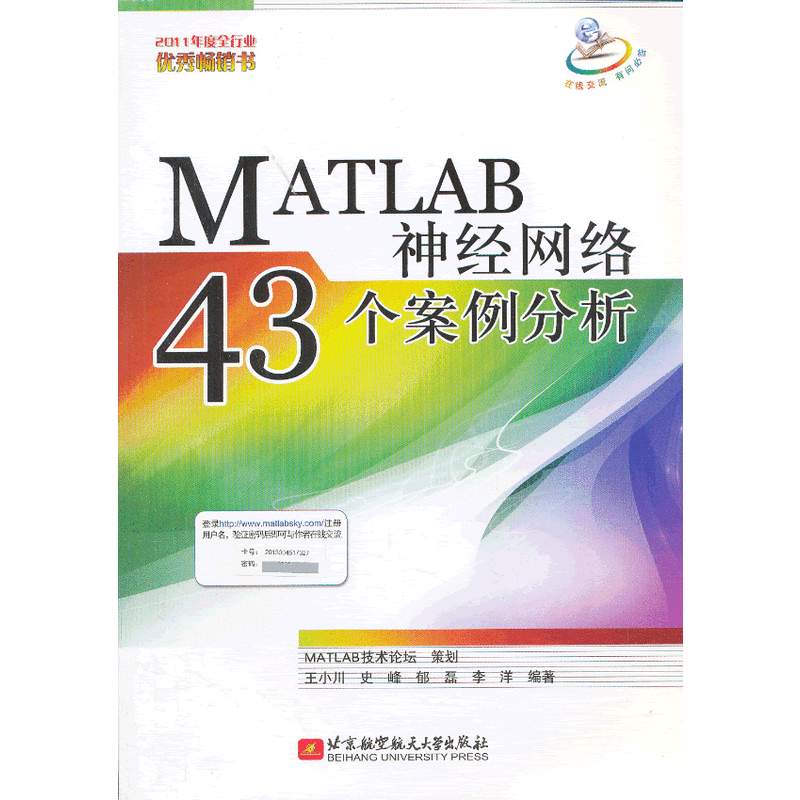 2011年度全行业
优秀畅销书
在线交流 有问必答
MATLAB
神经网络
43个案例分析
登录http://www.matlabsky.com/注册
用户名，验证密码后即可与作者在线交流
卡号： 2013004517327
密码：
MATLAB技术论坛 策划
王小川 史峰 郁磊 李洋 编著
北京航空航天大学出版社
BEIHANG UNIVERSITY PRESS